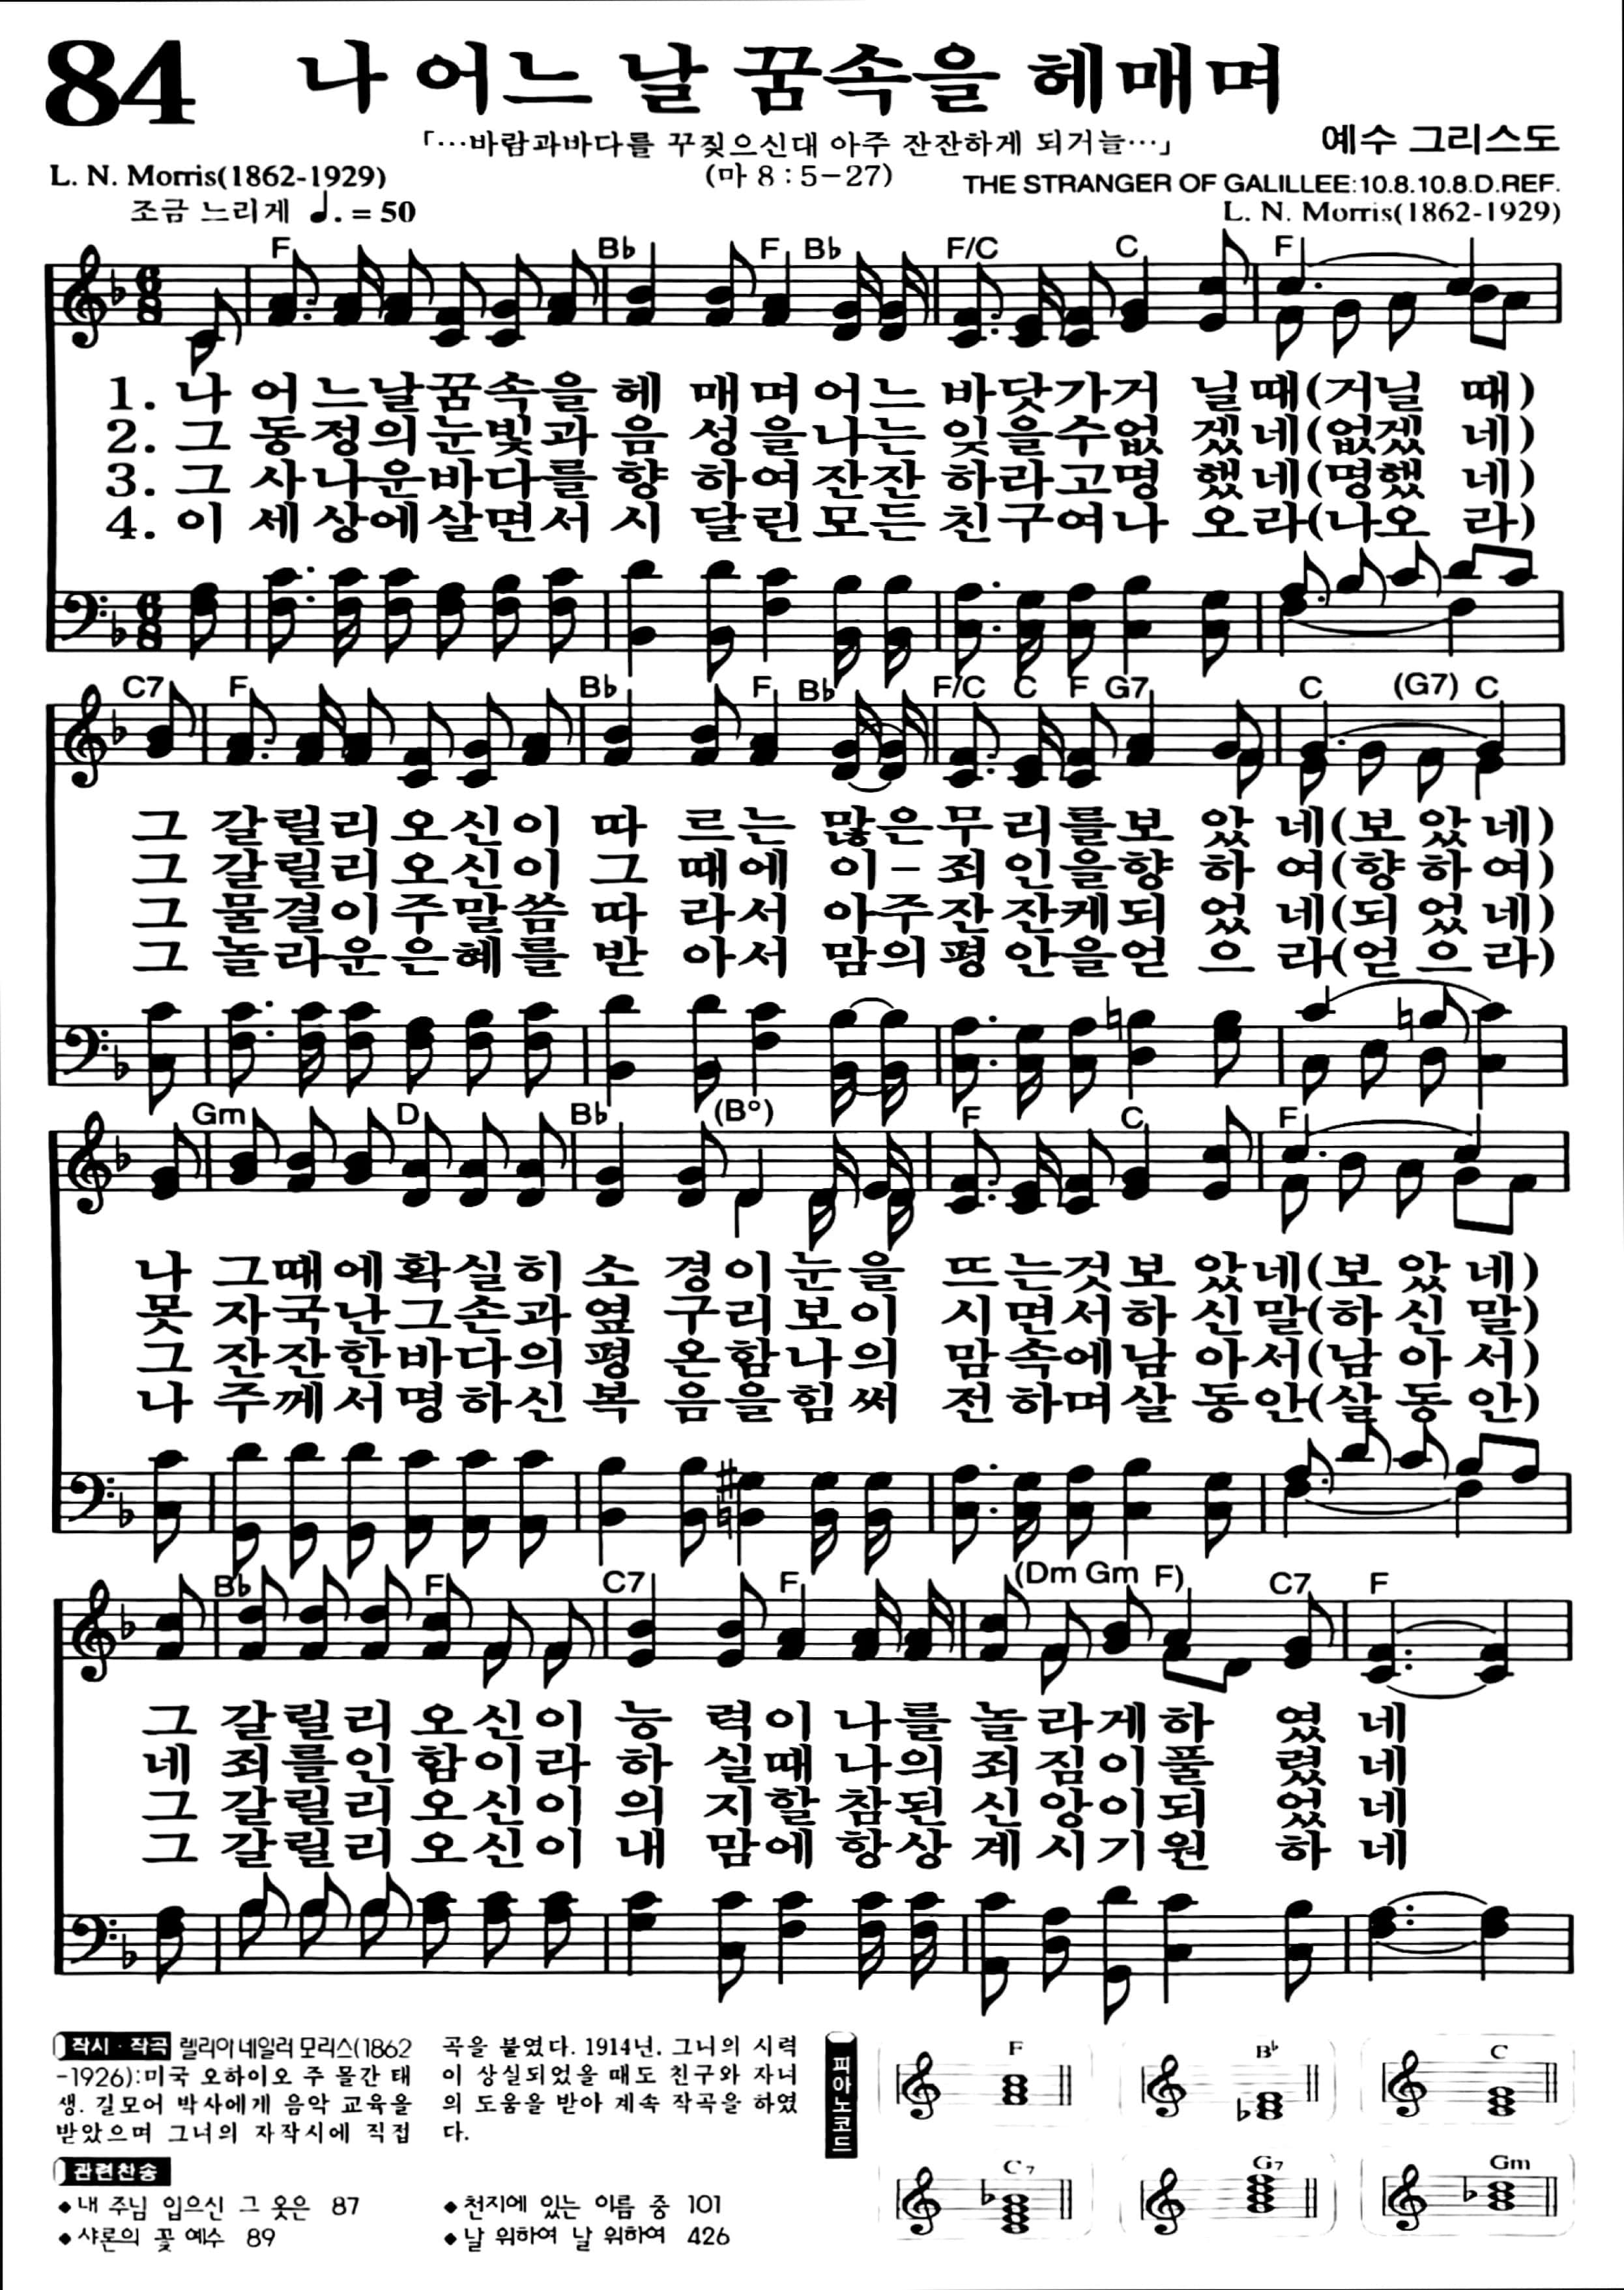 84 나 어느 날 꿈속을 헤매며
「…바람과바다를 꾸짖으신대 아주 잔잔하게 되거늘…」 예수 그리스도
L. N. Morris(1862-1929) (마 8 : 5-27) THE STRANGER OF GALILLEE:10.8.10.8.D.REF.
조금 느리게 ♩. = 50 L. N. Morris(1862-1929)
F B♭ F B♭ F/C C F
1. 나 어느날꿈속을 헤 매며어느 바닷가거 닐때(거닐 때)
2. 그 동정의눈빛과 음 성을나는 잊을수없 겠네(없겠 네)
3. 그 사나운바다를 향 하여잔잔 하라고명 했네(명했 네)
4. 이 세상에살면서 시 달린모든 친구여나 오라(나오 라)
C7 F B♭ F B♭ F/C C F G7 C (G7) C
그 갈릴리오신이 따 르는 많은무리를보 았 네(보았네)
그 갈릴리오신이 그 때에 이-죄인을향 하 여(향하여)
그 물결이주말씀 따 라서 아주잔잔케되 었 네(되었네)
그 놀라운은혜를 받 아서 맘의평안을얻 으 라(얻으라)
Gm D B♭ (B°) F C F
나 그때에확실히 소 경이눈을 뜨는것보 았네(보 았 네)
못 자국난그손과 옆 구리보이 시면서하 신말(하 신 말)
그 잔잔한바다의 평 온함나의 맘속에남 아서(남 아 서)
나 주께서명하신 복 음을힘써 전하며살 동안(살 동 안)
B♭ F C7 F (Dm Gm F) C7 F
그 갈릴리 오신이 능 력이 나를 놀라게하 였 네
네 죄를인 함이라 하 실때 나의 죄짐이풀 렸 네
그 갈릴리 오신이 의 지할 참된 신앙이되 었 네
그 갈릴리 오신이 내 맘에 항상 계시기원 하 네
작시·작곡 렐리아 네일러 모리스(1862
-1926):미국 오하이오 주 몰간 태
생. 길모어 박사에게 음악 교육을
받았으며 그녀의 자작시에 직접
곡을 붙였다. 1914년, 그녀의 시력
이 상실되었을 때도 친구와 자녀
의 도움을 받아 계속 작곡을 하였
다.
관련찬송
◆내 주님 입으신 그 옷은 87
◆샤론의 꽃 예수 89
◆천지에 있는 이름 중 101
◆날 위하여 날 위하여 426
피아노코드
F B♭ C
C7 G7 Gm